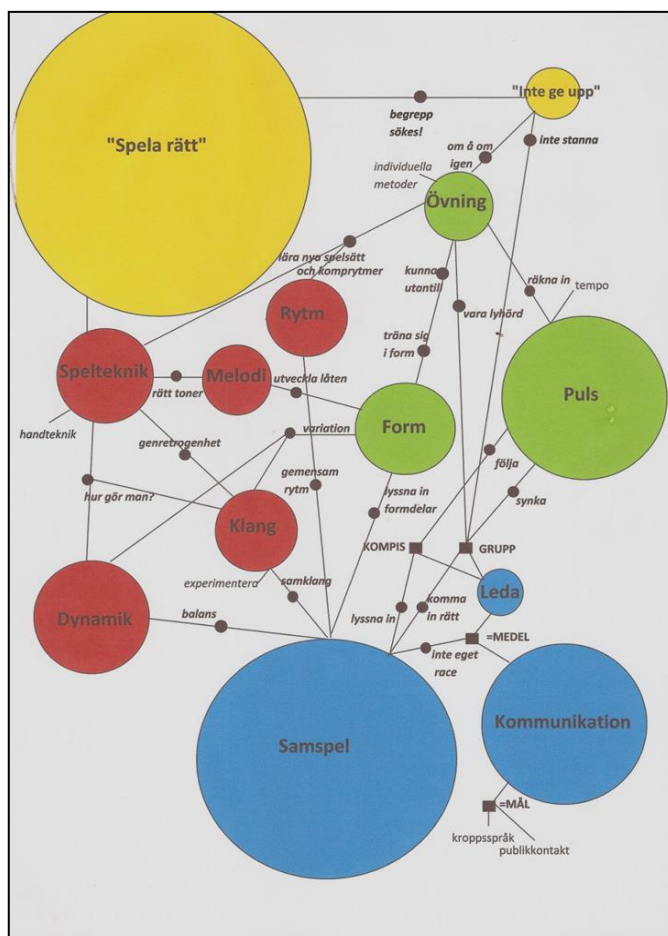 "Inte ge upp"
"Spela rätt"
begrepp
sökes!
om å om
igen
inte stanna
individuella
metoder
Övning
lära nya spelsätt
och komprytmer
kunna
utantill
räkna in
tempo
vara lyhörd
Rytm
träna sig
i form
Spelteknik
rätt toner
Melodi
utveckla låten
Puls
handteknik
genretrogenhet
variation
Form
följa
hur gör man?
gemensam
rytm
lyssna in
formdelar
synka
Klang
KOMPIS
GRUPP
experimentera
samklang
Leda
Dynamik
balans
lyssna in
komma
in rätt
=MEDEL
inte eget
race
Samspel
Kommunikation
=MÅL
kroppsspråk
publikkontakt